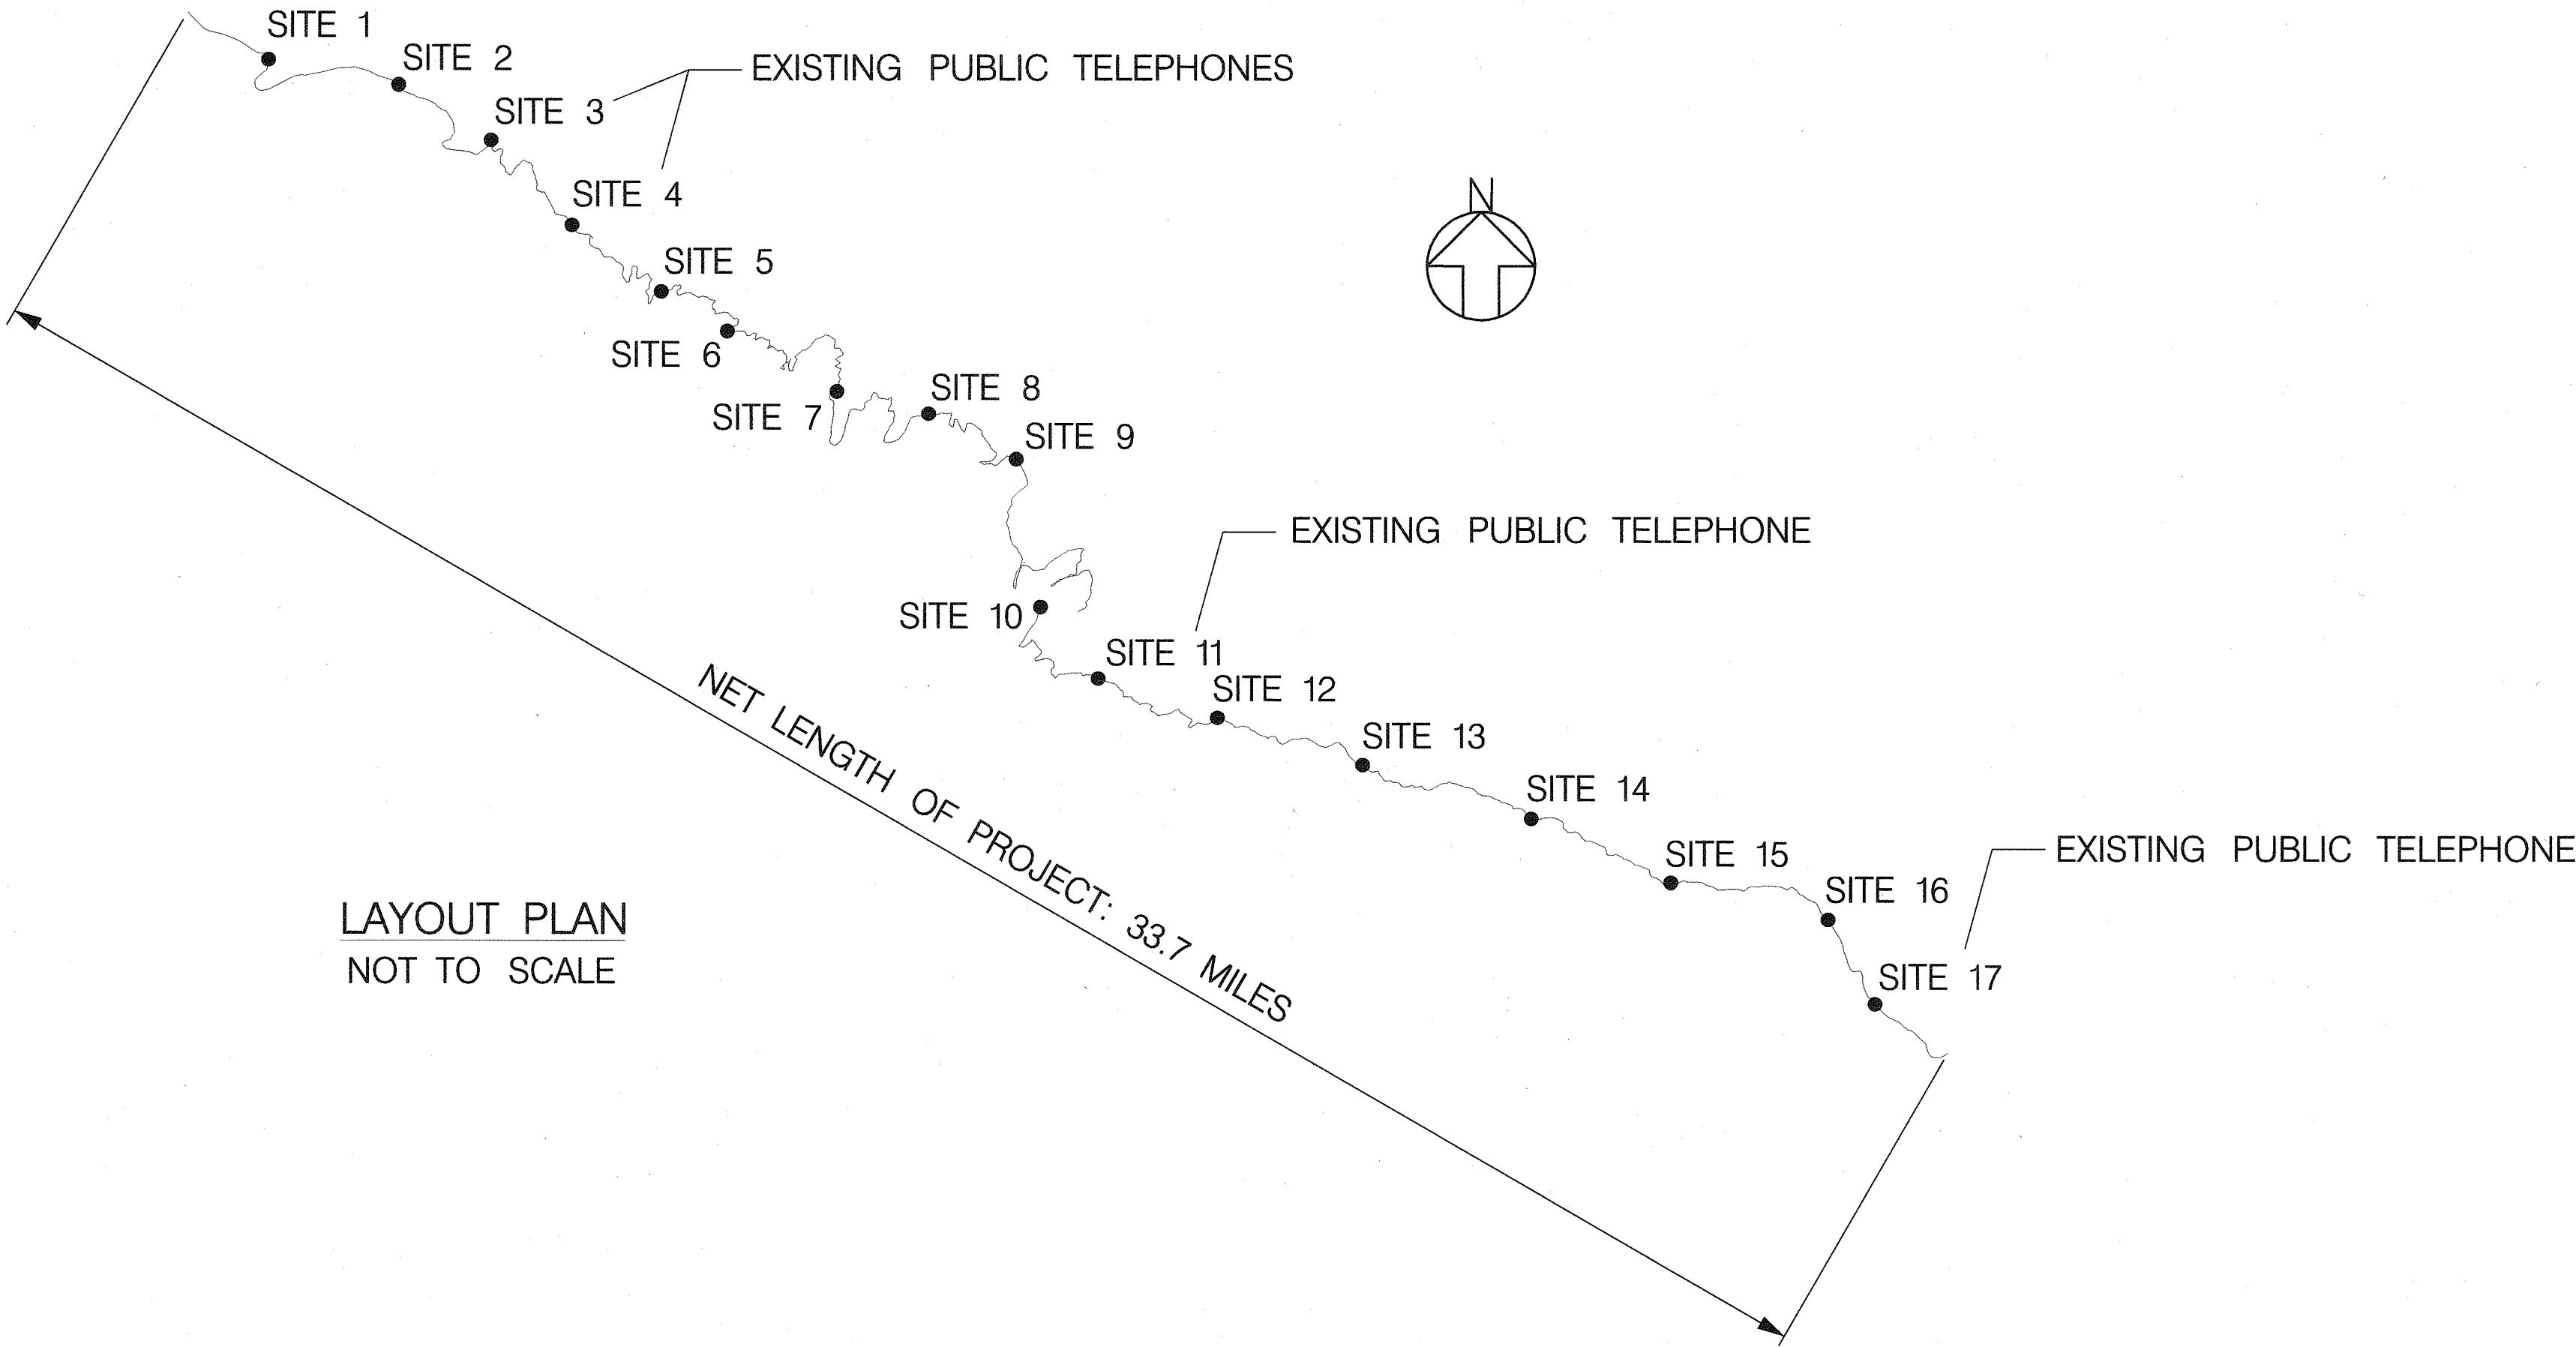 SITE 1
SITE 2
EXISTING PUBLIC TELEPHONES
SITE 3
SITE 4
N
SITE 5
SITE 6
SITE 8
SITE 7
SITE 9
EXISTING PUBLIC TELEPHONE
SITE 10
SITE 11
SITE 12
SITE 13
SITE 14
NET LENGTH OF PROJECT: 33.7 MILES
SITE 15
EXISTING PUBLIC TELEPHONE
SITE 16
SITE 17
LAYOUT PLAN
NOT TO SCALE